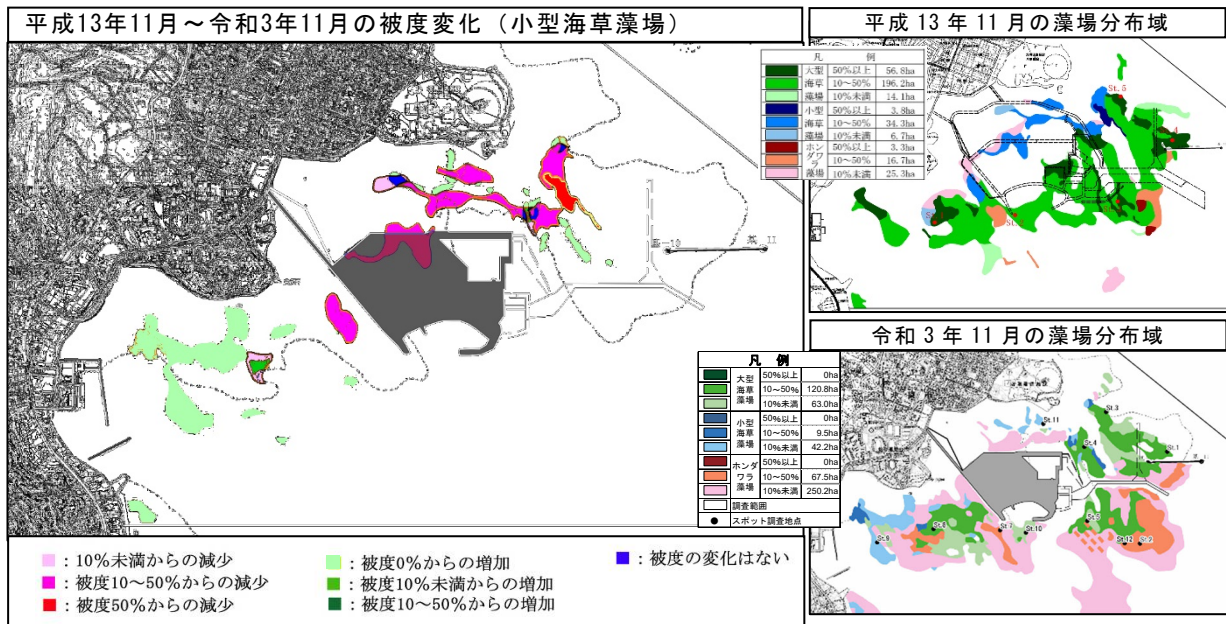 平成13年11月～令和3年11月の被度変化（小型海草藻場）
基-10
基 11
：10%未満からの減少
：被度10～50%からの減少
：被度50%からの減少
：被度0%からの増加
：被度10%未満からの増加
：被度10～50%からの増加
：被度の変化はない
平成 13 年 11 月の藻場分布域
凡 例
大型 50%以上 56.8ha
海草 10～50% 196.2ha
藻場 10%未満 14.1ha
小型 50%以上 3.8ha
海草 10～50% 34.3ha
藻場 10%未満 6.7ha
ホン 50%以上 3.3ha
ダワラ 10～50% 16.7ha
藻場 10%未満 25.3ha
St. 5
令和 3 年 11 月の藻場分布域
凡 例
大型海草藻場 50%以上 0ha
10～50% 120.8ha
10%未満 63.0ha
小型海草藻場 50%以上 0ha
10～50% 9.5ha
10%未満 42.2ha
ホンダワラ藻場 50%以上 0ha
10～50% 67.5ha
10%未満 250.2ha
調査範囲
スポット調査地点
St.3
St.11
St.4
St.1
St.5
St.6
St.7
St.10
St.9
St.12
St.2